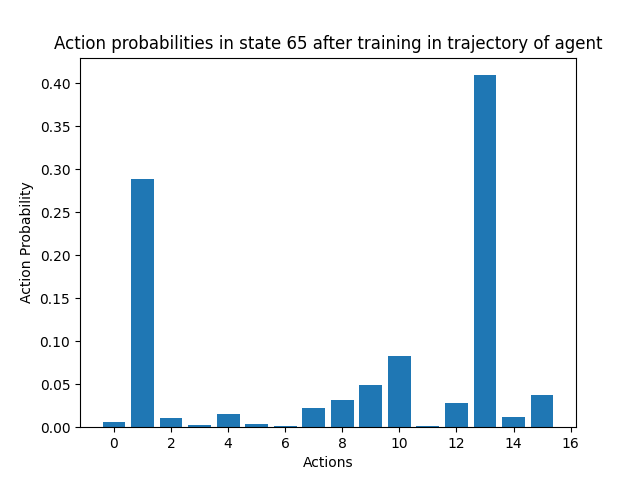 Action probabilities in state 65 after training in trajectory of agent
0.40
0.35
0.30
0.25
0.20
0.15
0.10
0.05
0.00
Action Probability
0 2 4 6 8 10 12 14 16
Actions